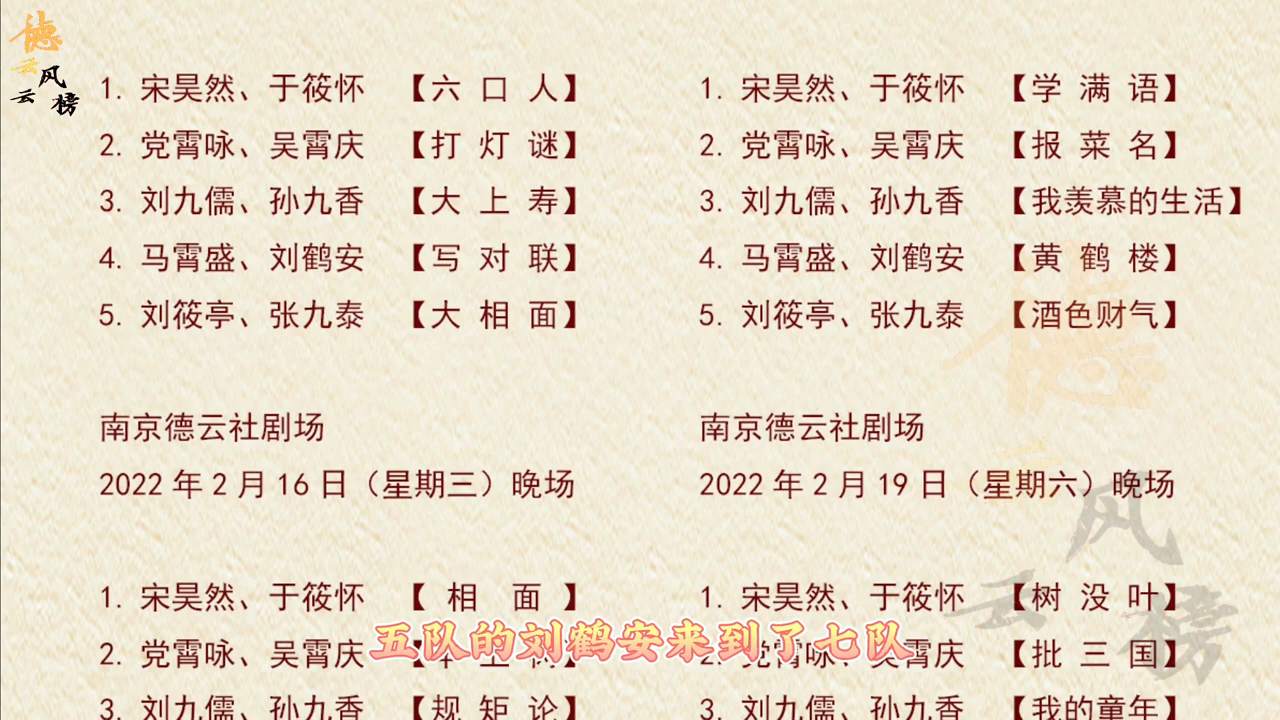 德云
风云榜
1. 宋昊然、于筱怀 【六 口 人】
2. 党霄咏、吴霄庆 【打 灯 谜】
3. 刘九儒、孙九香 【大 上 寿】
4. 马霄盛、刘鹤安 【写 对 联】
5. 刘筱亭、张九泰 【大 相 面】
南京德云社剧场
2022 年 2 月 16 日（星期三）晚场
1. 宋昊然、于筱怀 【 相 面 】
2. 党霄咏、吴霄庆
3. 刘九儒、孙九香 【规 矩 论】
1. 宋昊然、于筱怀 【学 满 语】
2. 党霄咏、吴霄庆 【报 菜 名】
3. 刘九儒、孙九香 【我羡慕的生活】
4. 马霄盛、刘鹤安 【黄 鹤 楼】
5. 刘筱亭、张九泰 【酒色财气】
南京德云社剧场
2022 年 2 月 19 日（星期六）晚场
1. 宋昊然、于筱怀 【树 没 叶】
2. 党霄咏、吴霄庆 【批 三 国】
3. 刘九儒、孙九香 【我的童年】
德云
风云榜
五队的刘鹤安来到了七队